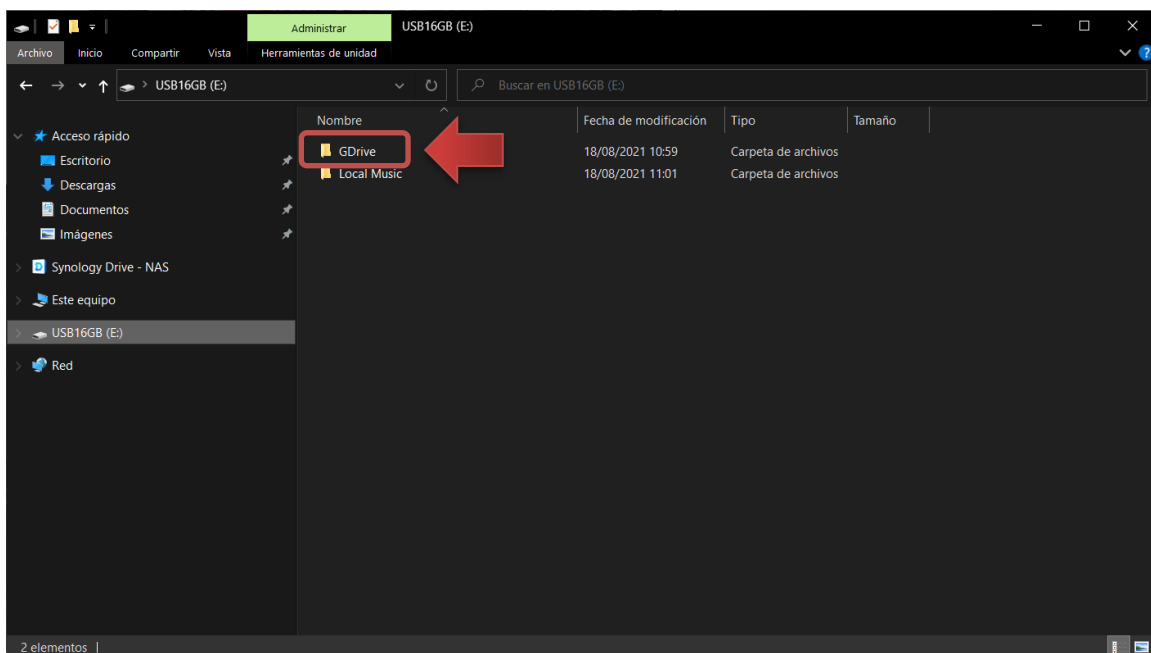 Administrar USB16GB (E:)
Archivo Inicio Compartir Vista Herramientas de unidad
USB16GB (E:) Buscar en USB16GB (E:)
Nombre Fecha de modificación Tipo Tamaño
Acceso rápido
GDrive 18/08/2021 10:59 Carpeta de archivos
Escritorio
Local Music 18/08/2021 11:01 Carpeta de archivos
Descargas
Documentos
Imágenes
Synology Drive - NAS
Este equipo
USB16GB (E:)
Red
2 elementos